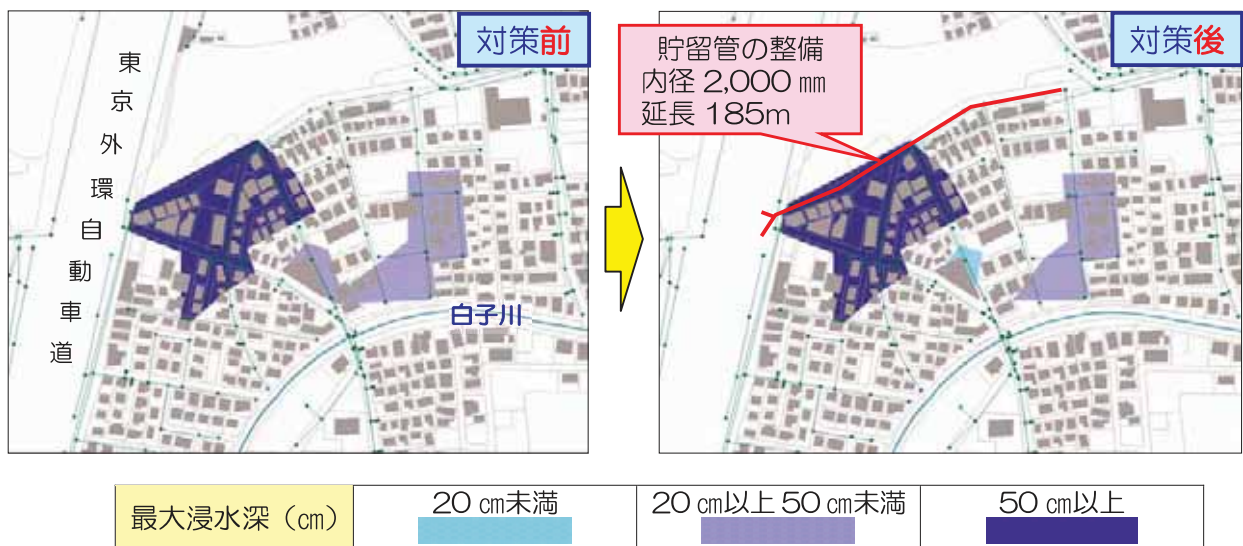 対策前
東京外環自動車道
白子川
対策後
貯留管の整備
内径 2,000 ㎜
延長 185m
最大浸水深（㎝）
20 ㎝未満
20 ㎝以上 50 ㎝未満
50 ㎝以上